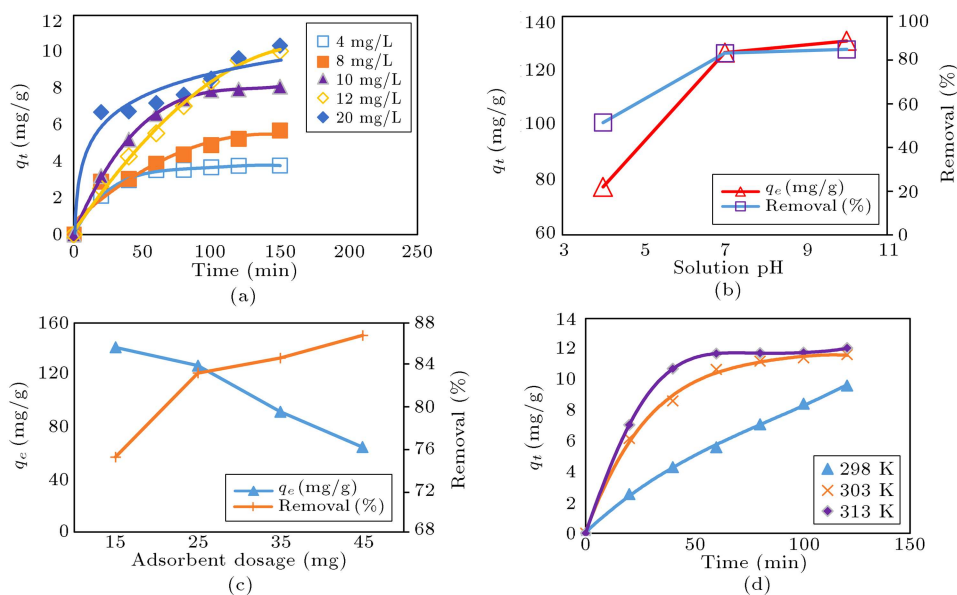 12
10
8
6
4
2
0
q_t (mg/g)
4 mg/L
8 mg/L
10 mg/L
12 mg/L
20 mg/L
0 50 100 150 200 250
Time (min)
(a)
140
120
100
80
60
q_t (mg/g)
100
80
60
40
20
0
Removal (%)
q_e (mg/g)
Removal (%)
3 5 7 9 11
Solution pH
(b)
160
120
80
40
0
q_e (mg/g)
88
84
80
76
72
68
Removal (%)
q_e (mg/g)
Removal (%)
15 25 35 45
Adsorbent dosage (mg)
(c)
14
12
10
8
6
4
2
0
q_t (mg/g)
298 K
303 K
313 K
0 50 100 150
Time (min)
(d)